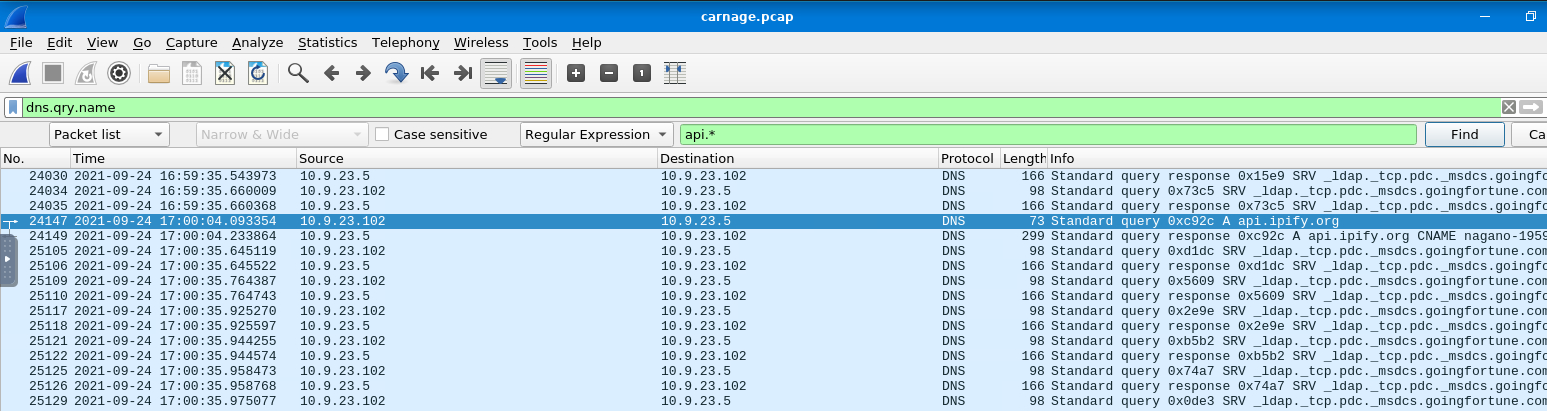 carnage.pcap
File Edit View Go Capture Analyze Statistics Telephony Wireless Tools Help
dns.qry.name
Packet list Narrow & Wide Case sensitive Regular Expression api.* Find Ca
No. Time Source Destination Protocol Length Info
24030 2021-09-24 16:59:35.543973 10.9.23.5 10.9.23.102 DNS 166 Standard query response 0x15e9 SRV _ldap._tcp.pdc._msdcs.goingfort
24034 2021-09-24 16:59:35.660009 10.9.23.102 10.9.23.5 DNS 98 Standard query 0x73c5 SRV _ldap._tcp.pdc._msdcs.goingfortune.com
24035 2021-09-24 16:59:35.660368 10.9.23.5 10.9.23.102 DNS 166 Standard query response 0x73c5 SRV _ldap._tcp.pdc._msdcs.goingfo
24147 2021-09-24 17:00:04.093354 10.9.23.102 10.9.23.5 DNS 73 Standard query 0xc92c A api.ipify.org
24149 2021-09-24 17:00:04.233864 10.9.23.5 10.9.23.102 DNS 299 Standard query response 0xc92c A api.ipify.org CNAME nagano-1959
25105 2021-09-24 17:00:35.645119 10.9.23.102 10.9.23.5 DNS 98 Standard query 0xd1dc SRV _ldap._tcp.pdc._msdcs.goingfortune.com
25106 2021-09-24 17:00:35.645522 10.9.23.5 10.9.23.102 DNS 166 Standard query response 0xd1dc SRV _ldap._tcp.pdc._msdcs.goingfo
25109 2021-09-24 17:00:35.764387 10.9.23.102 10.9.23.5 DNS 98 Standard query 0x5609 SRV _ldap._tcp.pdc._msdcs.goingfortune.com
25110 2021-09-24 17:00:35.764743 10.9.23.5 10.9.23.102 DNS 166 Standard query response 0x5609 SRV _ldap._tcp.pdc._msdcs.goingfo
25117 2021-09-24 17:00:35.925270 10.9.23.102 10.9.23.5 DNS 98 Standard query 0x2e9e SRV _ldap._tcp.pdc._msdcs.goingfortune.com
25118 2021-09-24 17:00:35.925597 10.9.23.5 10.9.23.102 DNS 166 Standard query response 0x2e9e SRV _ldap._tcp.pdc._msdcs.goingfo
25121 2021-09-24 17:00:35.944255 10.9.23.102 10.9.23.5 DNS 98 Standard query 0xb5b2 SRV _ldap._tcp.pdc._msdcs.goingfortune.com
25122 2021-09-24 17:00:35.944574 10.9.23.5 10.9.23.102 DNS 166 Standard query response 0xb5b2 SRV _ldap._tcp.pdc._msdcs.goingfo
25125 2021-09-24 17:00:35.958473 10.9.23.102 10.9.23.5 DNS 98 Standard query 0x74a7 SRV _ldap._tcp.pdc._msdcs.goingfortune.com
25126 2021-09-24 17:00:35.958768 10.9.23.5 10.9.23.102 DNS 166 Standard query response 0x74a7 SRV _ldap._tcp.pdc._msdcs.goingfo
25129 2021-09-24 17:00:35.975077 10.9.23.102 10.9.23.5 DNS 98 Standard query 0x0de3 SRV _ldap._tcp.pdc._msdcs.goingfortune.com